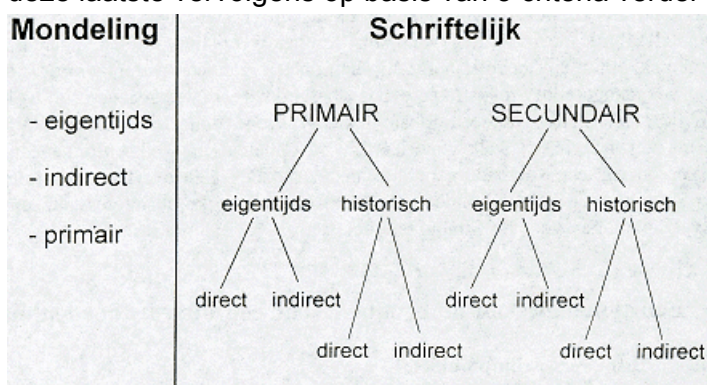 Mondeling Schriftelijk
PRIMAIR SECUNDAIR
- eigentijds
- indirect
- primair
eigentijds historisch eigentijds historisch
direct indirect direct indirect
direct indirect direct indirect